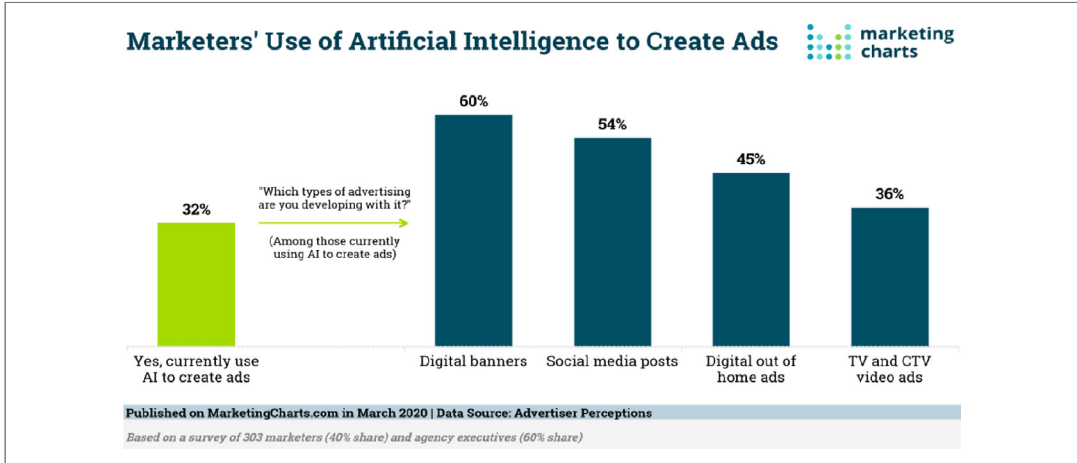 Marketers' Use of Artificial Intelligence to Create Ads
marketing
charts
60%
54%
45%
36%
32%
"Which types of advertising
are you developing with it?"
(Among those currently
using AI to create ads)
Yes, currently use
AI to create ads
Digital banners
Social media posts
Digital out of
home ads
TV and CTV
video ads
Published on MarketingCharts.com in March 2020 | Data Source: Advertiser Perceptions
Based on a survey of 303 marketers (40% share) and agency executives (60% share)